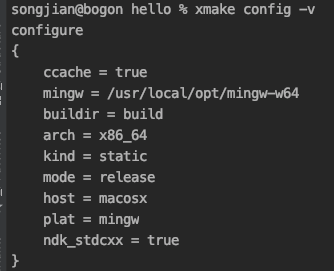 songjian@bogon hello % xmake config -v
configure
{
    ccache = true
    mingw = /usr/local/opt/mingw-w64
    buildir = build
    arch = x86_64
    kind = static
    mode = release
    host = macosx
    plat = mingw
    ndk_stdcxx = true
}